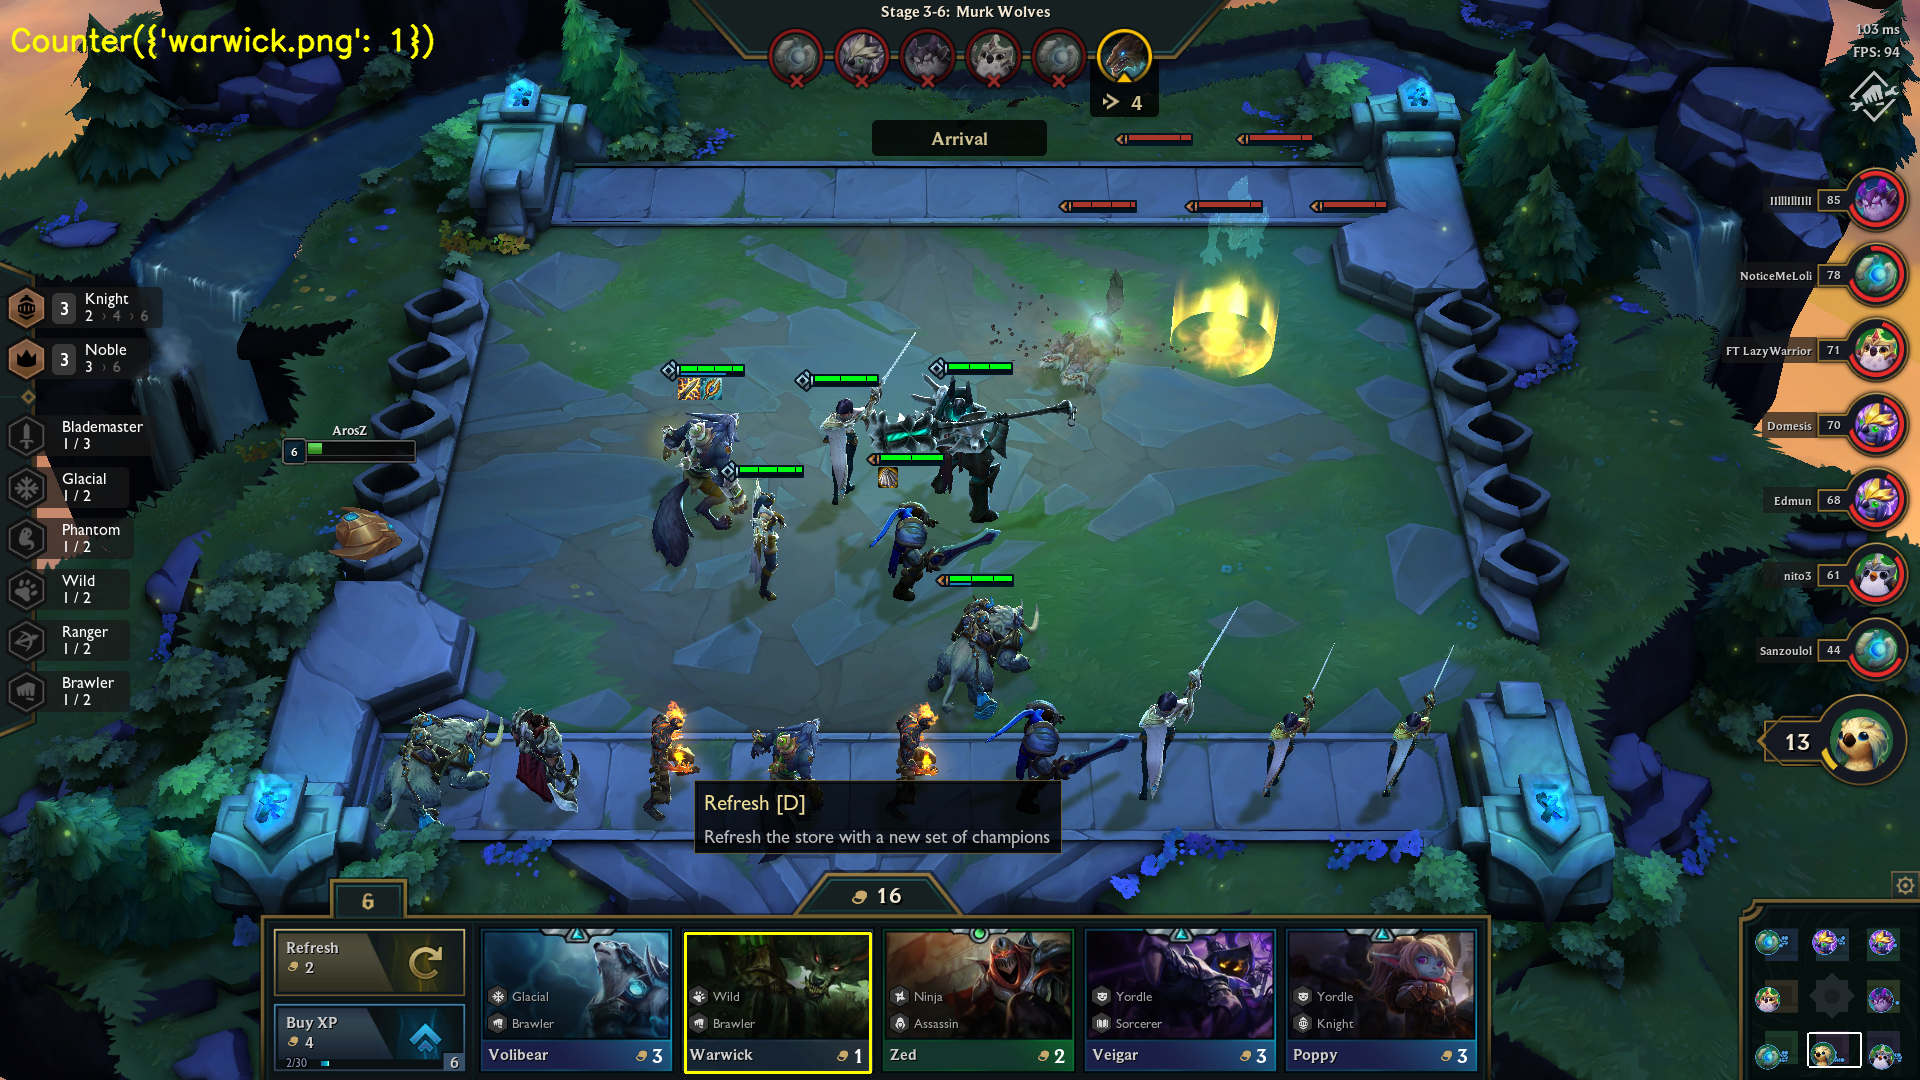 Counter({'warwick.png': 1})
Stage 3-6: Murk Wolves
4
Arrival
103 ms
FPS: 94
IIIIIIIIIIII 85
NoticeMeLoli 78
FT LazyWarrior 71
Domesis 70
Edmun 68
nito3 61
Sanzoulol 44
13
3 Knight
2 › 4 › 6
3 Noble
3 › 6
Blademaster
1 / 3
Glacial
1 / 2
Phantom
1 / 2
Wild
1 / 2
Ranger
1 / 2
Brawler
1 / 2
ArosZ
6
Refresh [D]
Refresh the store with a new set of champions
6
16
Refresh
2
Buy XP
4
2/30
6
Glacial
Brawler
Volibear 3
Wild
Brawler
Warwick 1
Ninja
Assassin
Zed 2
Yordle
Sorcerer
Veigar 3
Yordle
Knight
Poppy 3